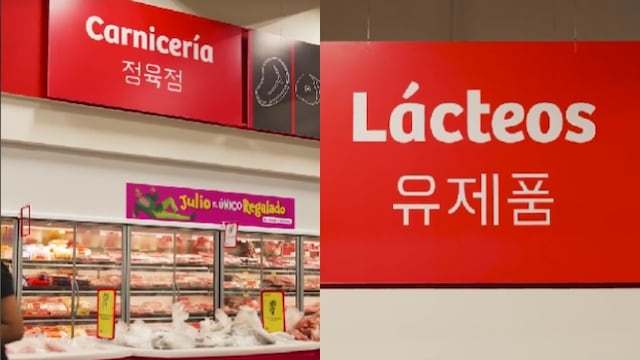 Carnicería
정육점
Julio el ÚNICO Regalado
Lácteos
유제품